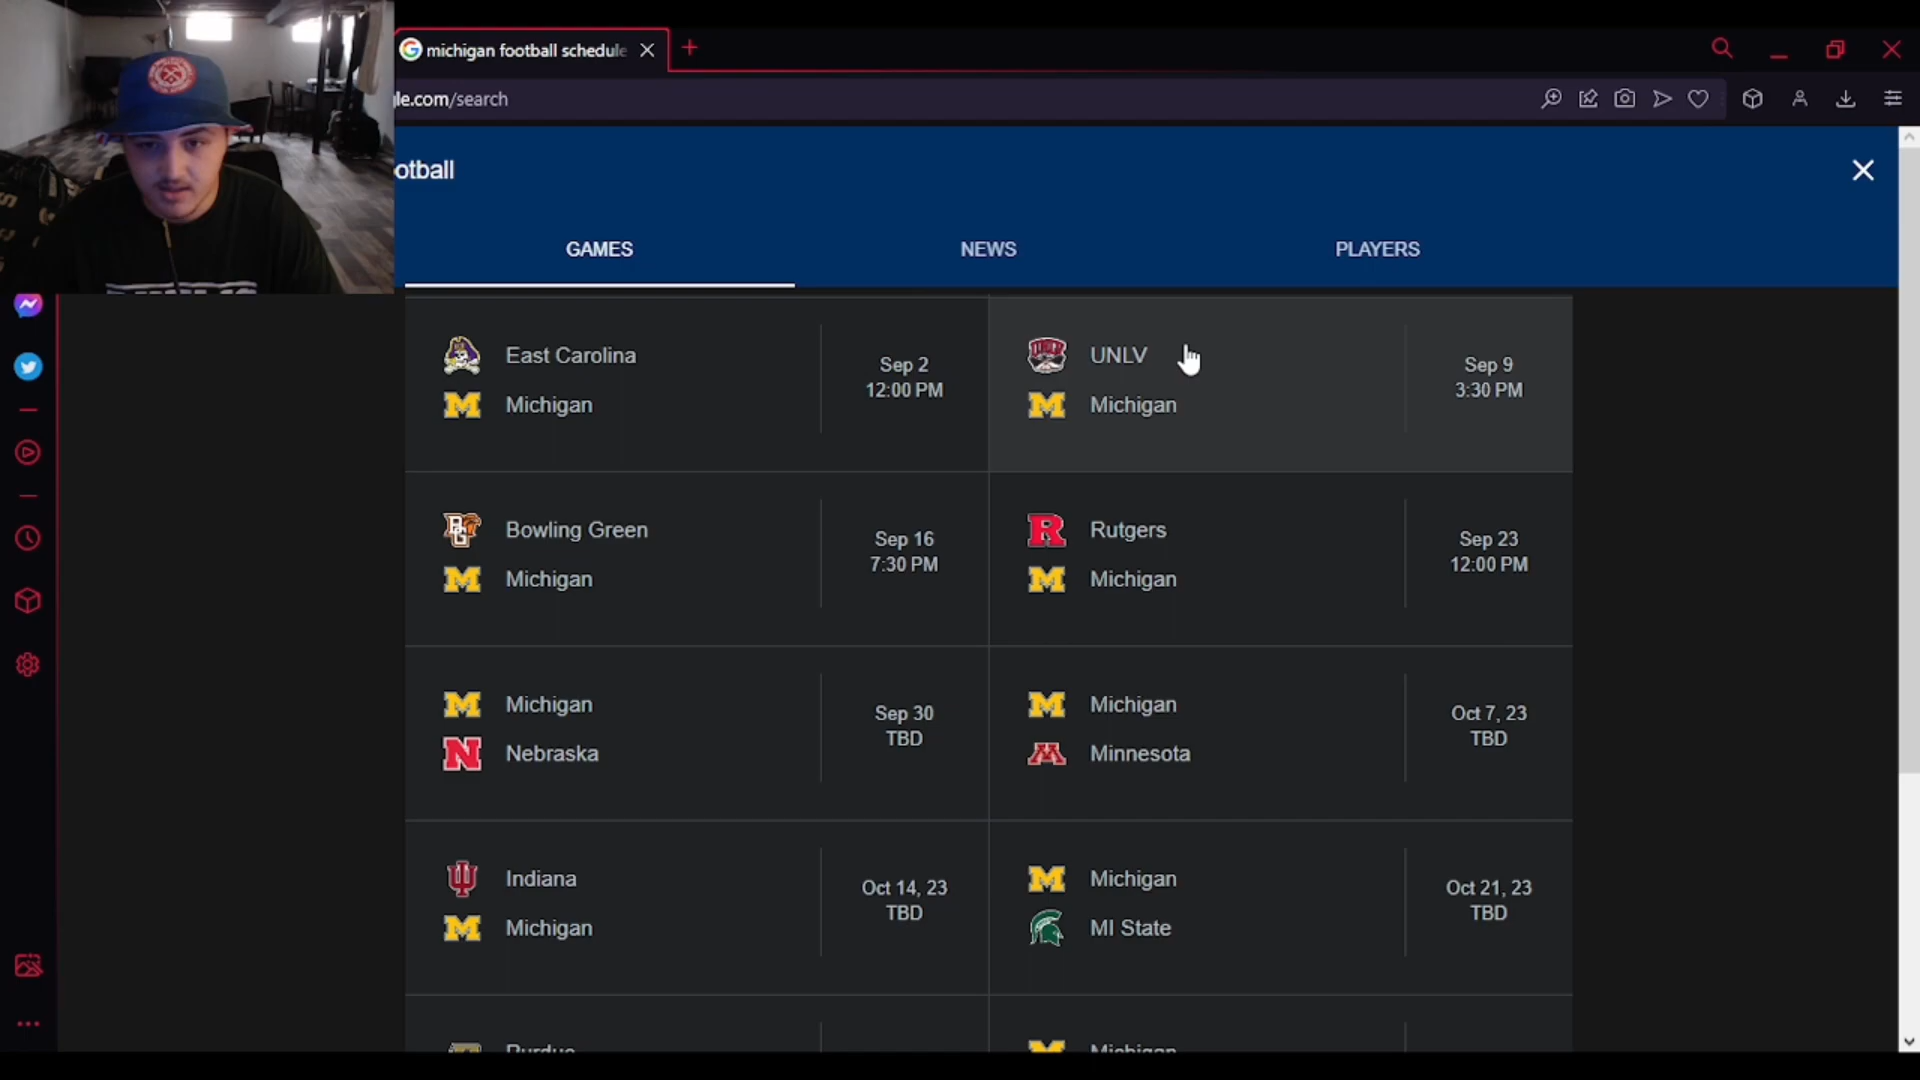 michigan football schedule
gle.com/search
otball
GAMES
NEWS
PLAYERS
East Carolina
Michigan
Sep 2
12:00 PM
UNLV
Michigan
Sep 9
3:30 PM
Bowling Green
Michigan
Sep 16
7:30 PM
Rutgers
Michigan
Sep 23
12:00 PM
Michigan
Nebraska
Sep 30
TBD
Michigan
Minnesota
Oct 7, 23
TBD
Indiana
Michigan
Oct 14, 23
TBD
Michigan
MI State
Oct 21, 23
TBD
Purdue
Michigan